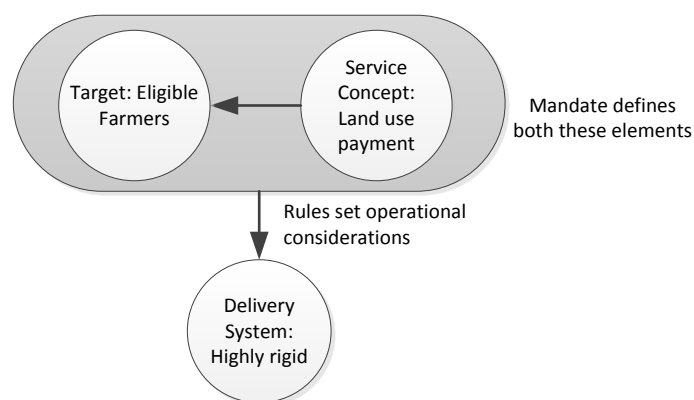 Target: Eligible
Farmers
Service
Concept:
Land use
payment
Mandate defines
both these elements
Rules set operational
considerations
Delivery
System:
Highly rigid